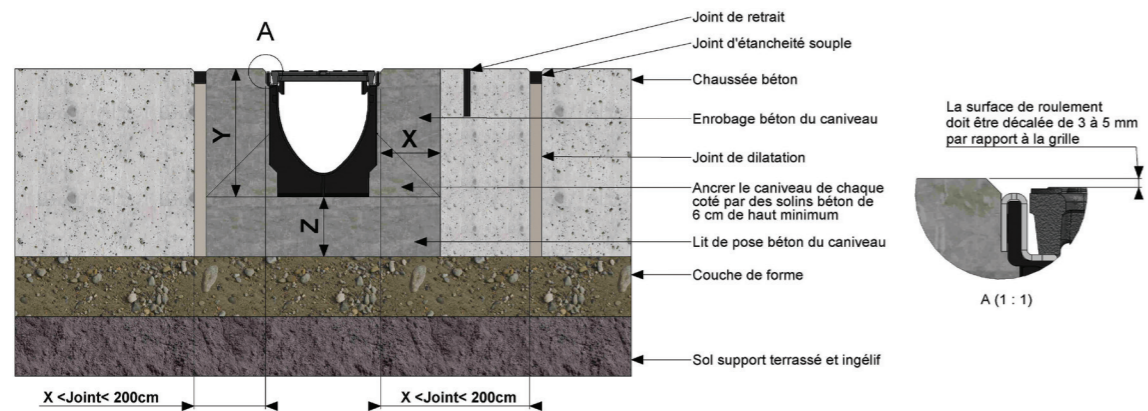 A
Joint de retrait
Joint d'étancheité souple
Chaussée béton
Enrobage béton du caniveau
Joint de dilatation
Ancrer le caniveau de chaque
coté par des solins béton de
6 cm de haut minimum
Lit de pose béton du caniveau
Couche de forme
Sol support terrassé et ingélif
Y
X
Z
X <Joint< 200cm
X <Joint< 200cm
La surface de roulement
doit être décalée de 3 à 5 mm
par rapport à la grille
A (1 : 1)